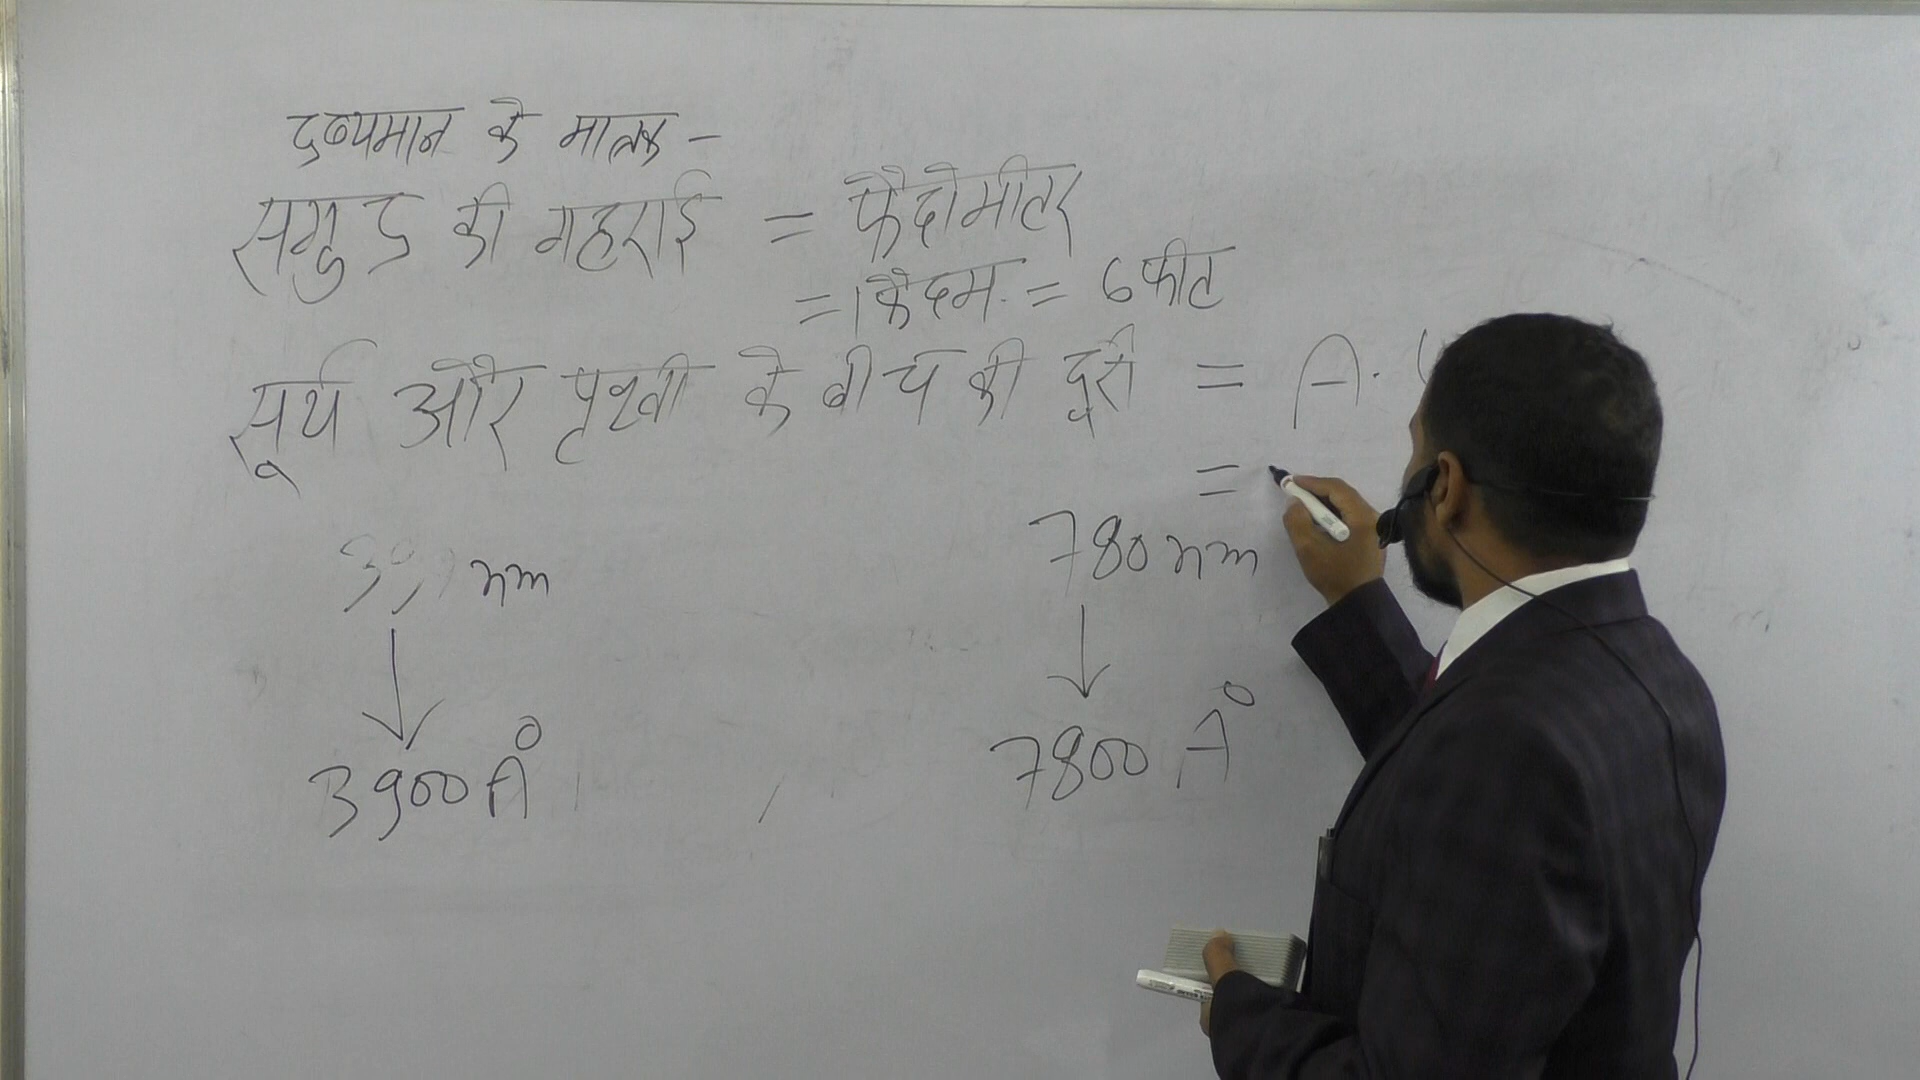 द्रव्यमान के मात्रक -
समुद्र की गहराई = फैदोमीटर
= 1 फैदम = 6 फीट
सूर्य और पृथ्वी के बीच की दूरी = A.
=
nm
780 nm
3900 A°
7800 A°